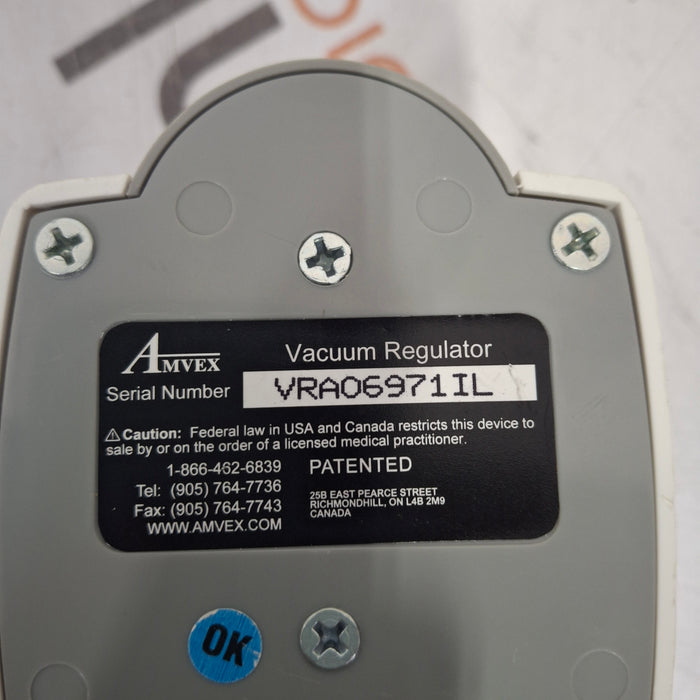 AMVEX
Vacuum Regulator
Serial Number VRA06971IL
⚠Caution: Federal law in USA and Canada restricts this device to
sale by or on the order of a licensed medical practitioner.
1-866-462-6839
Tel: (905) 764-7736
Fax: (905) 764-7743
WWW.AMVEX.COM
PATENTED
25B EAST PEARCE STREET
RICHMONDHILL, ON L4B 2M9
CANADA
OK